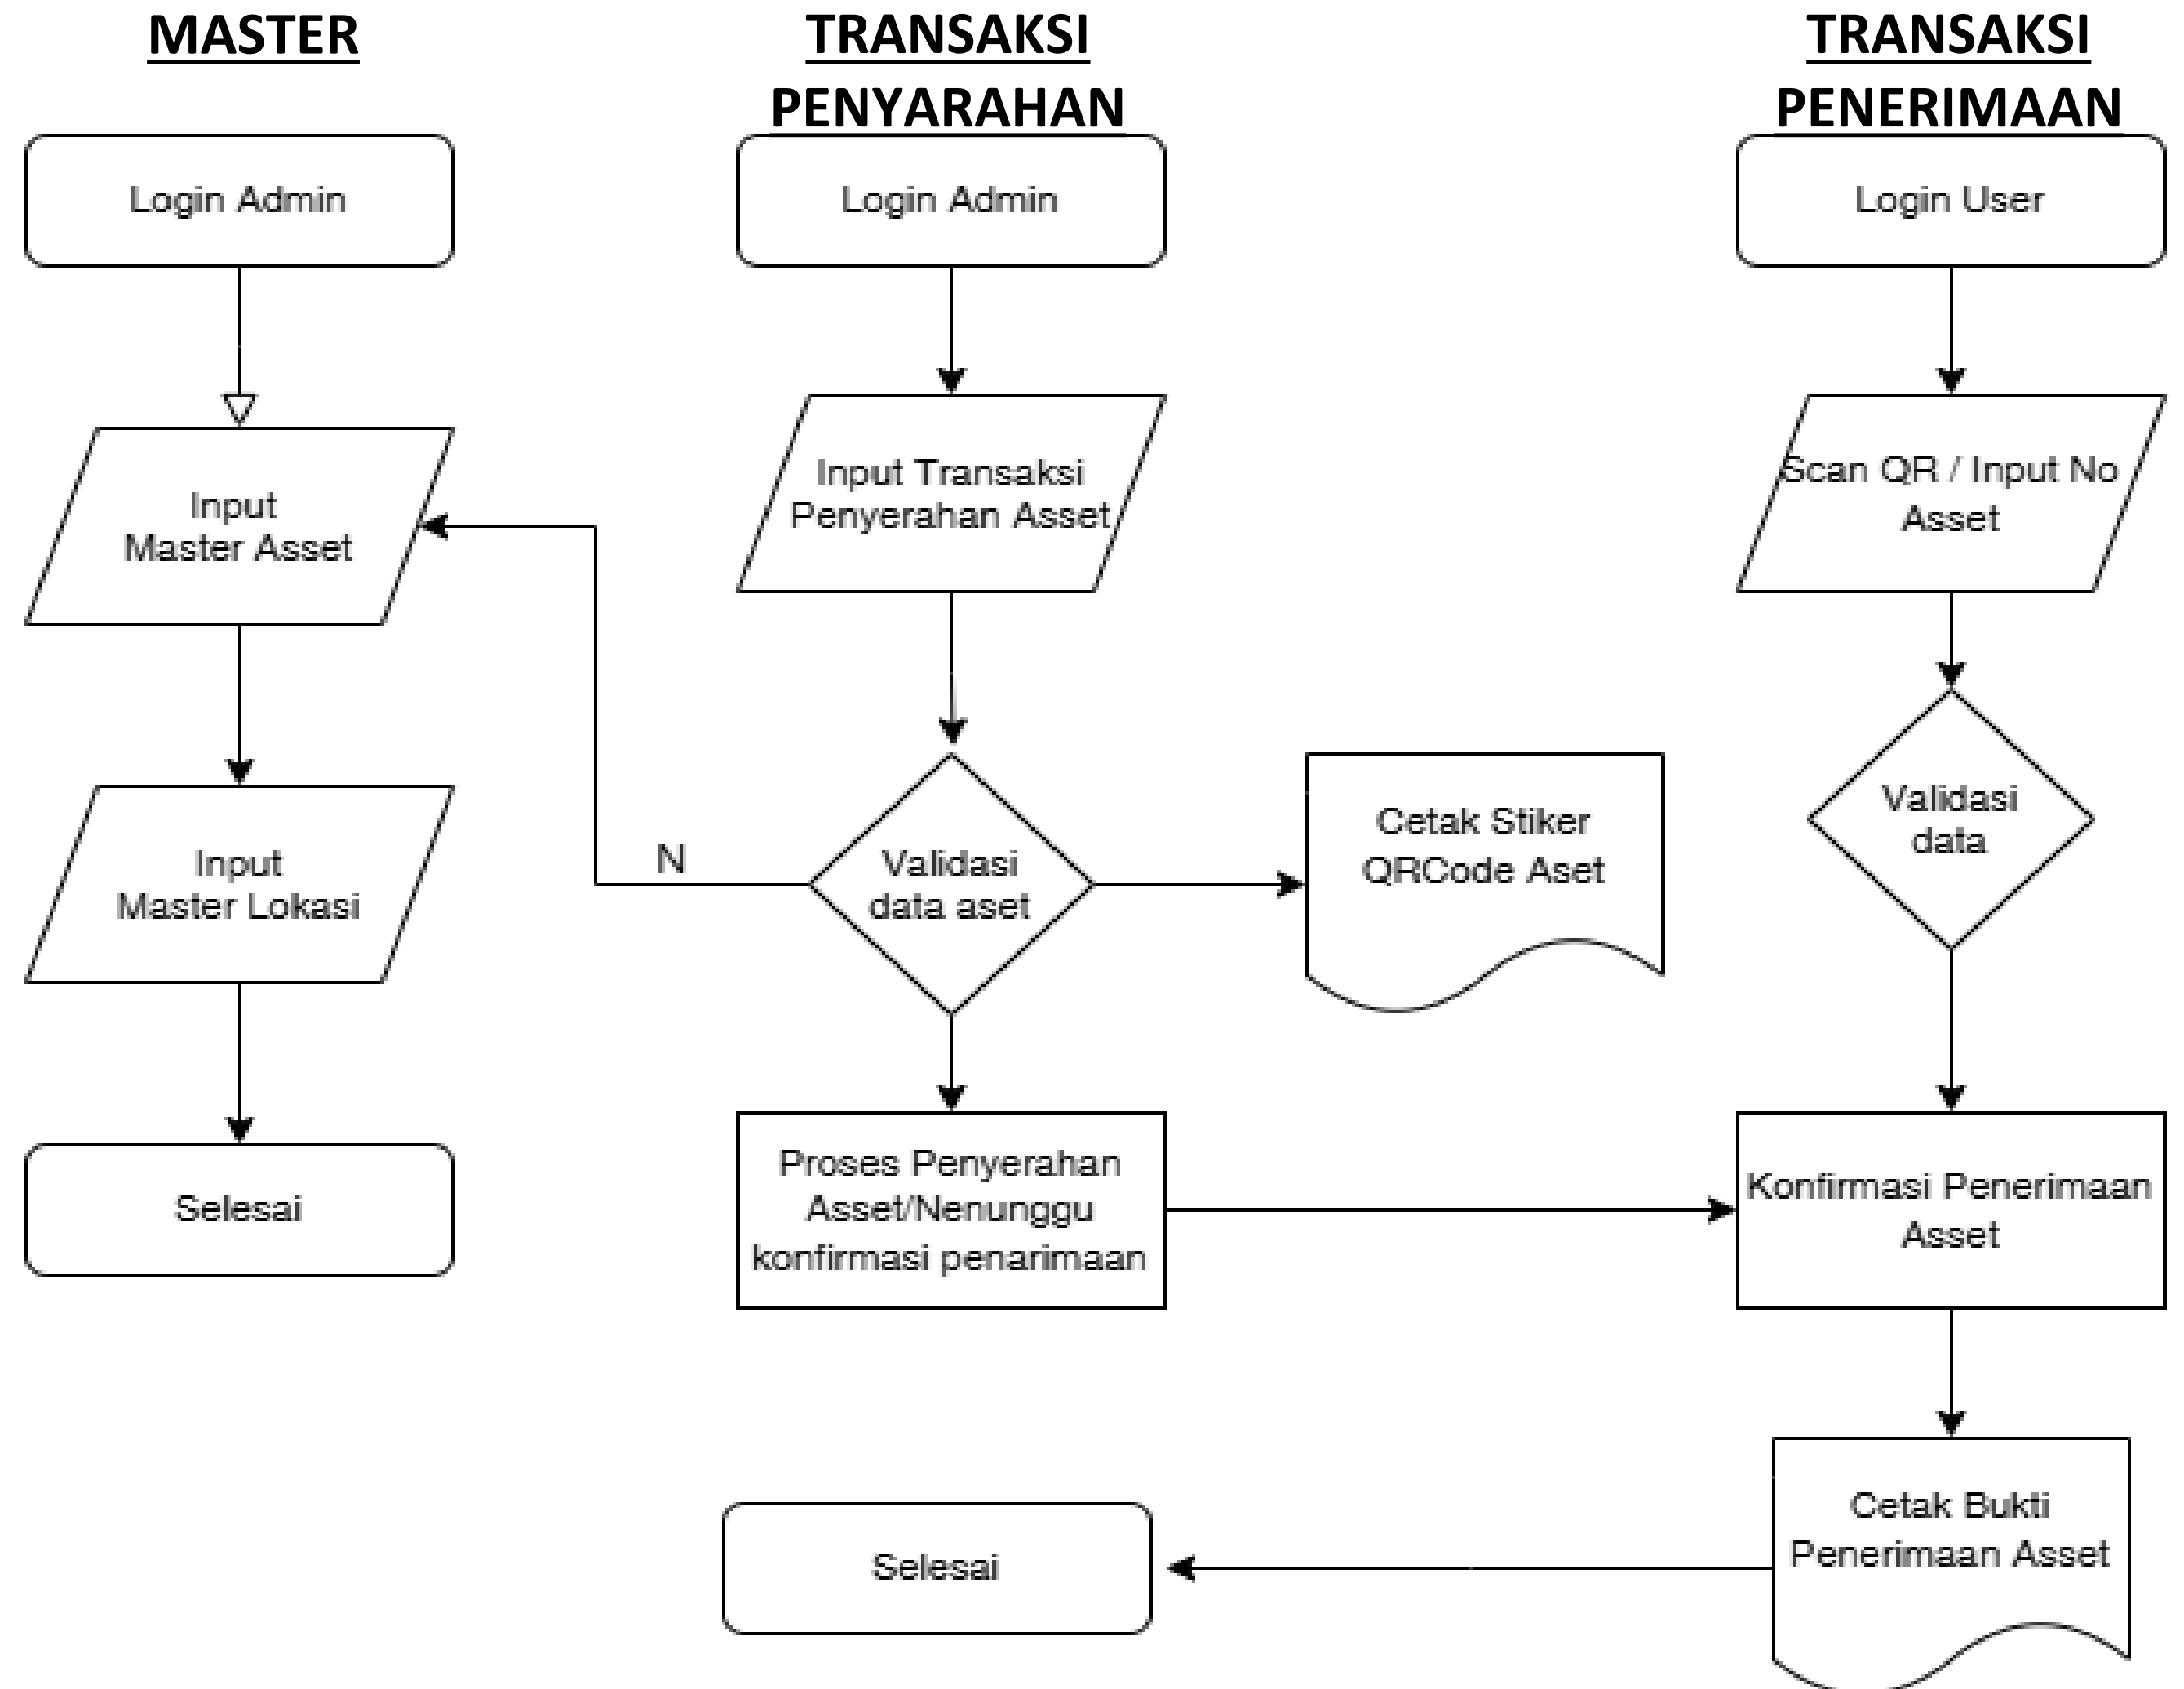 MASTER
Login Admin
Input
Master Asset
Input
Master Lokasi
Selesai
TRANSAKSI
PENYARAHAN
Login Admin
Input Transaksi
Penyerahan Asset
N
Validasi
data aset
Cetak Stiker
QRCode Aset
Proses Penyerahan
Asset/Nenunggu
konfirmasi penarimaan
Selesai
TRANSAKSI
PENERIMAAN
Login User
Scan QR / Input No
Asset
Validasi
data
Konfirmasi Penerimaan
Asset
Cetak Bukti
Penerimaan Asset